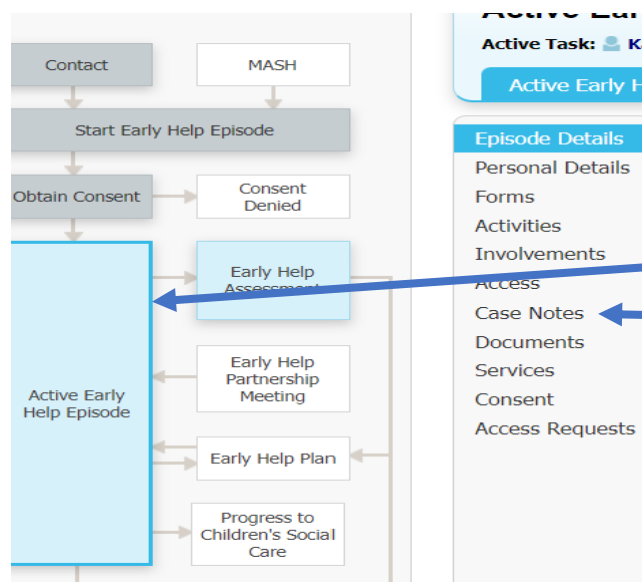 Contact
MASH
Start Early Help Episode
Obtain Consent
Consent
Denied
Early Help
Assessment
Active Early
Help Episode
Early Help
Partnership
Meeting
Early Help Plan
Progress to
Children's Social
Care
Active Ear
Active Task: K
Active Early H
Episode Details
Personal Details
Forms
Activities
Involvements
Access
Case Notes
Documents
Services
Consent
Access Requests